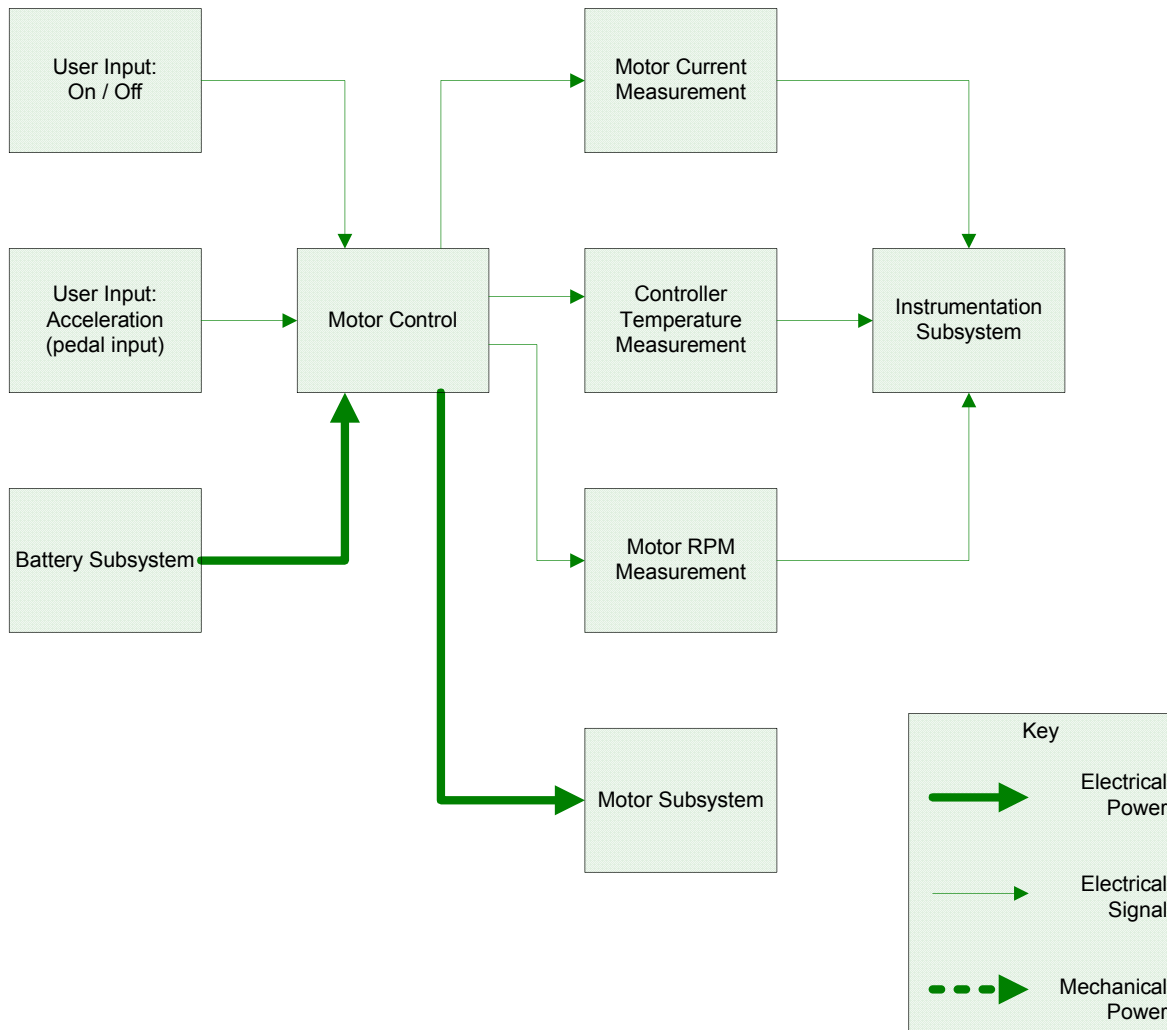 User Input:
On / Off
Motor Current
Measurement
User Input:
Acceleration
(pedal input)
Motor Control
Controller
Temperature
Measurement
Instrumentation
Subsystem
Battery Subsystem
Motor RPM
Measurement
Motor Subsystem
Key
Electrical
Power
Electrical
Signal
Mechanical
Power